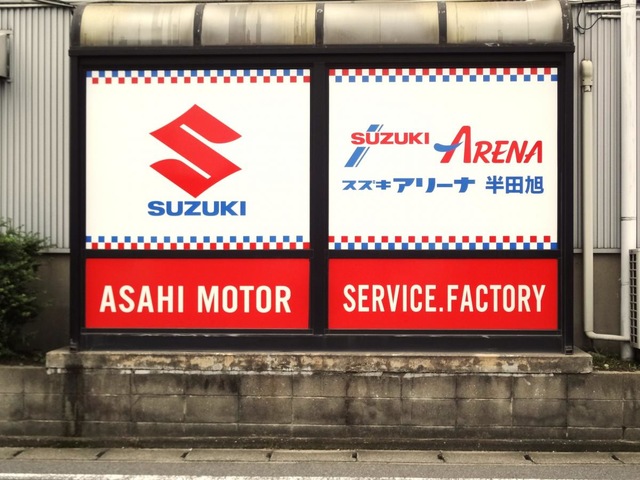 SUZUKI
ASAHI MOTOR
SUZUKI ARENA
スズキアリーナ 半田旭
SERVICE.FACTORY